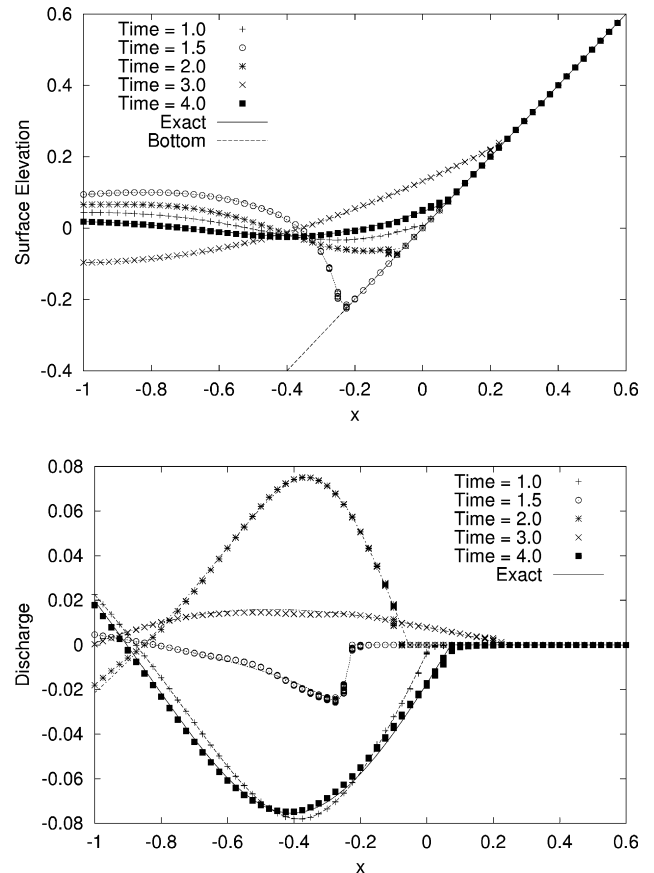 0.6
0.4
0.2
0
-0.2
-0.4
Surface Elevation
Time = 1.0
Time = 1.5
Time = 2.0
Time = 3.0
Time = 4.0
Exact
Bottom
-1 -0.8 -0.6 -0.4 -0.2 0 0.2 0.4 0.6
x
0.08
0.06
0.04
0.02
0
-0.02
-0.04
-0.06
-0.08
Discharge
Time = 1.0
Time = 1.5
Time = 2.0
Time = 3.0
Time = 4.0
Exact
-1 -0.8 -0.6 -0.4 -0.2 0 0.2 0.4 0.6
x